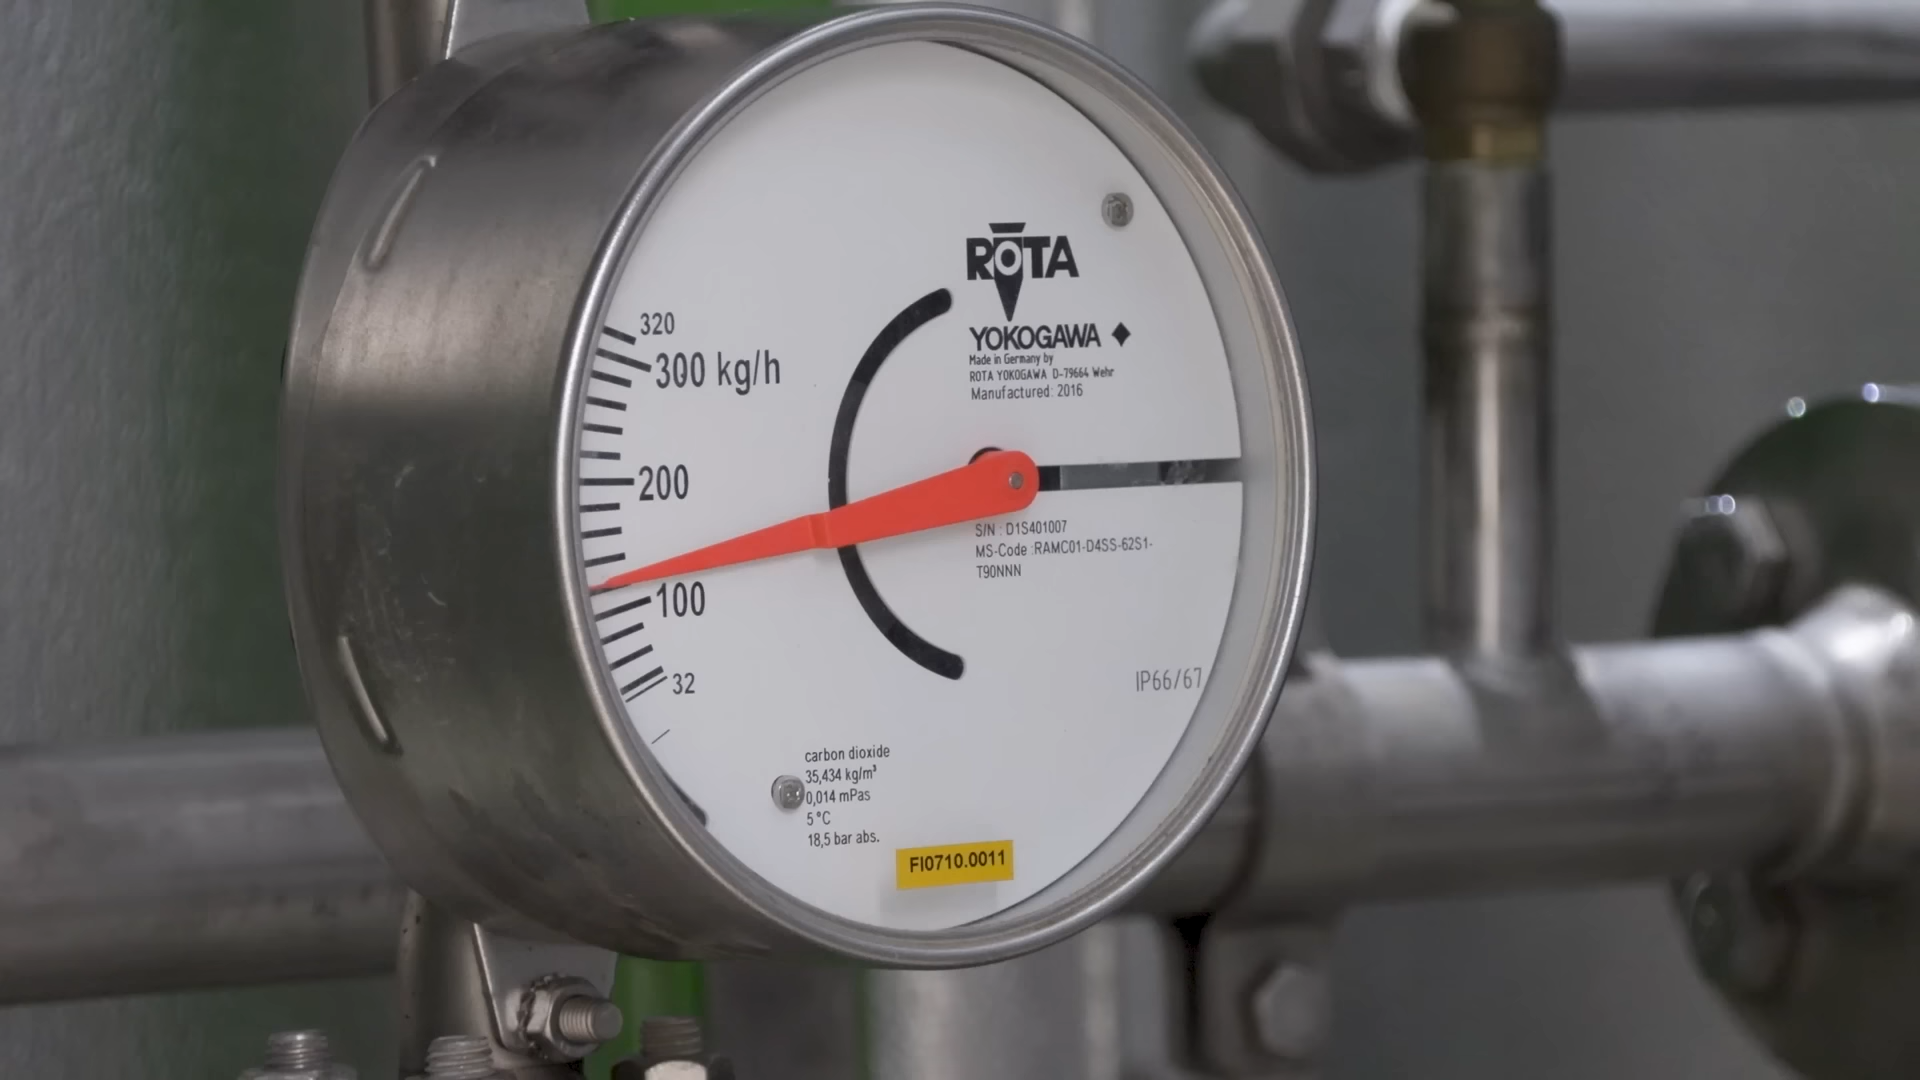 ROTA
YOKOGAWA
Made in Germany by
ROTA YOKOGAWA D-79664 Wehr
Manufactured: 2016
320
300 kg/h
200
100
32
S/N : D1S401007
MS-Code :RAMC01-D4SS-62S1-
T90NNN
IP66/67
carbon dioxide
35,434 kg/m³
0,014 mPas
5 °C
18,5 bar abs.
FI0710.0011